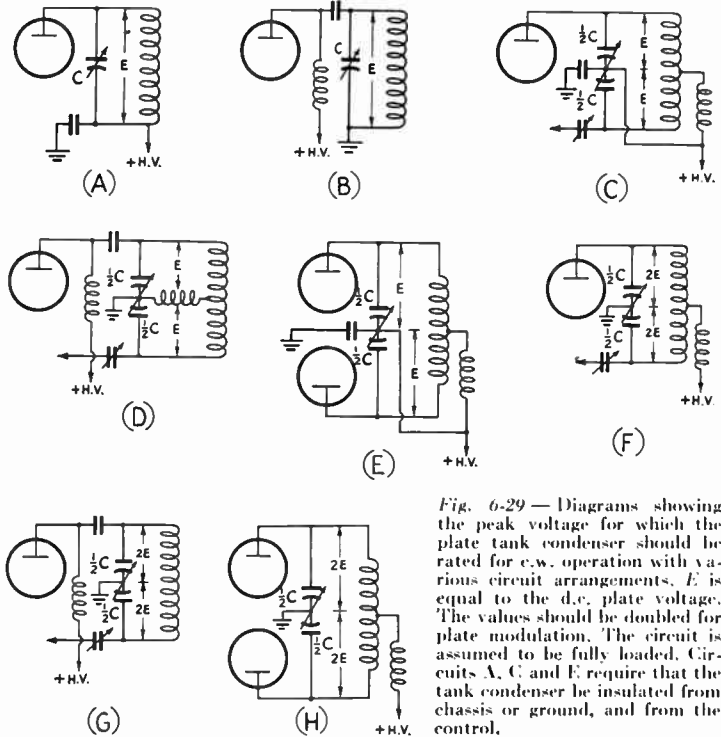 C E
+H.V.
(A)
C E
+H.V.
(B)
½C E
½C E
+H.V.
(C)
½C E
½C E
+H.V.
(D)
½C E
½C E
+H.V.
(E)
½C 2E
½C 2E
+H.V.
(F)
½C 2E
½C 2E
+H.V.
(G)
½C 2E
½C 2E
+H.V.
(H)
Fig. 6-29 — Diagrams showing
the peak voltage for which the
plate tank condenser should be
rated for c.w. operation with va-
rious circuit arrangements. E is
equal to the d.c. plate voltage.
The values should be doubled for
plate modulation. The circuit is
assumed to be fully loaded. Cir-
cuits A, C and E require that the
tank condenser be insulated from
chassis or ground, and from the
control.